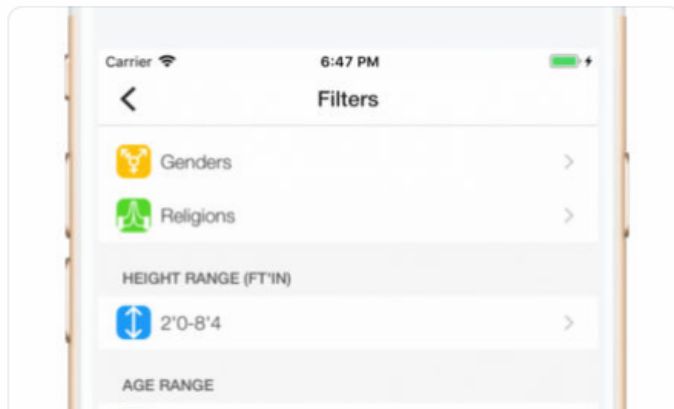 Carrier 6:47 PM
Filters
Genders
Religions
HEIGHT RANGE (FT'IN)
2'0-8'4
AGE RANGE